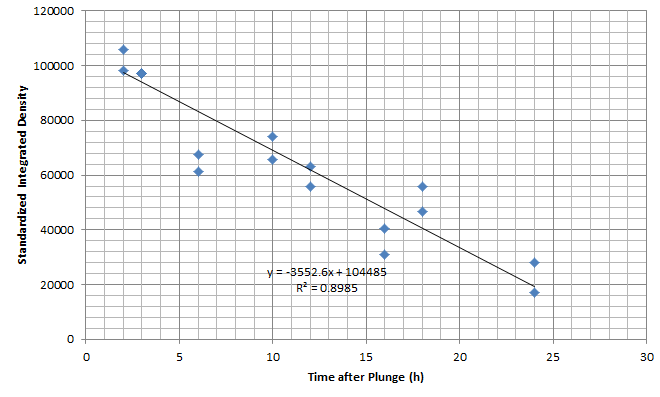 120000
100000
80000
60000
40000
20000
0
Standardized Integrated Density
y = -3552.6x + 104485
R² = 0.8985
0 5 10 15 20 25 30
Time after Plunge (h)